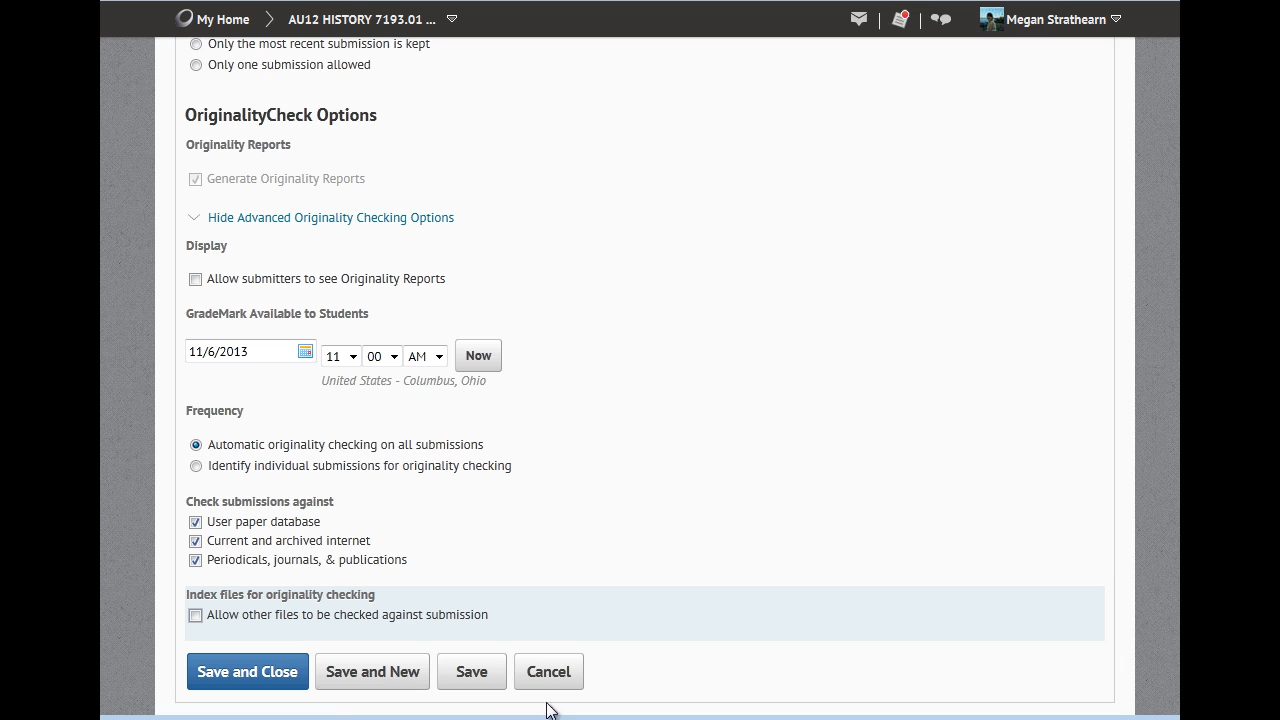 My Home AU12 HISTORY 7193.01 ... Megan Strathearn
Only the most recent submission is kept
Only one submission allowed
OriginalityCheck Options
Originality Reports
Generate Originality Reports
Hide Advanced Originality Checking Options
Display
Allow submitters to see Originality Reports
GradeMark Available to Students
11/6/2013 11 00 AM Now
United States - Columbus, Ohio
Frequency
Automatic originality checking on all submissions
Identify individual submissions for originality checking
Check submissions against
User paper database
Current and archived internet
Periodicals, journals, & publications
Index files for originality checking
Allow other files to be checked against submission
Save and Close Save and New Save Cancel